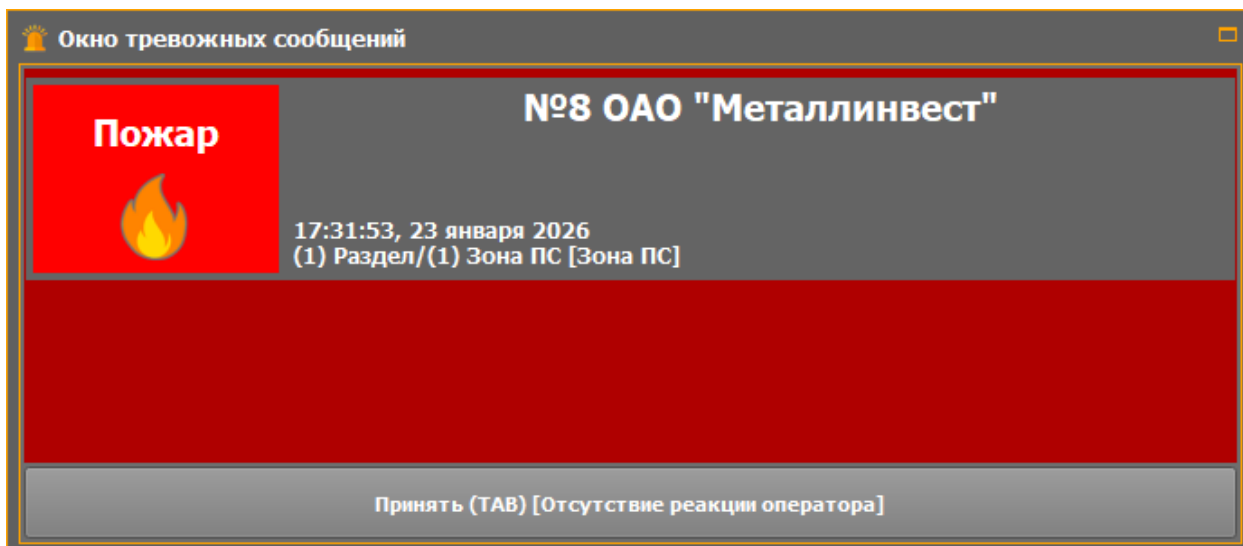 Окно тревожных сообщений
Пожар
№8 ОАО "Металлинвест"
17:31:53, 23 января 2026
(1) Раздел/(1) Зона ПС [Зона ПС]
Принять (TAB) [Отсутствие реакции оператора]